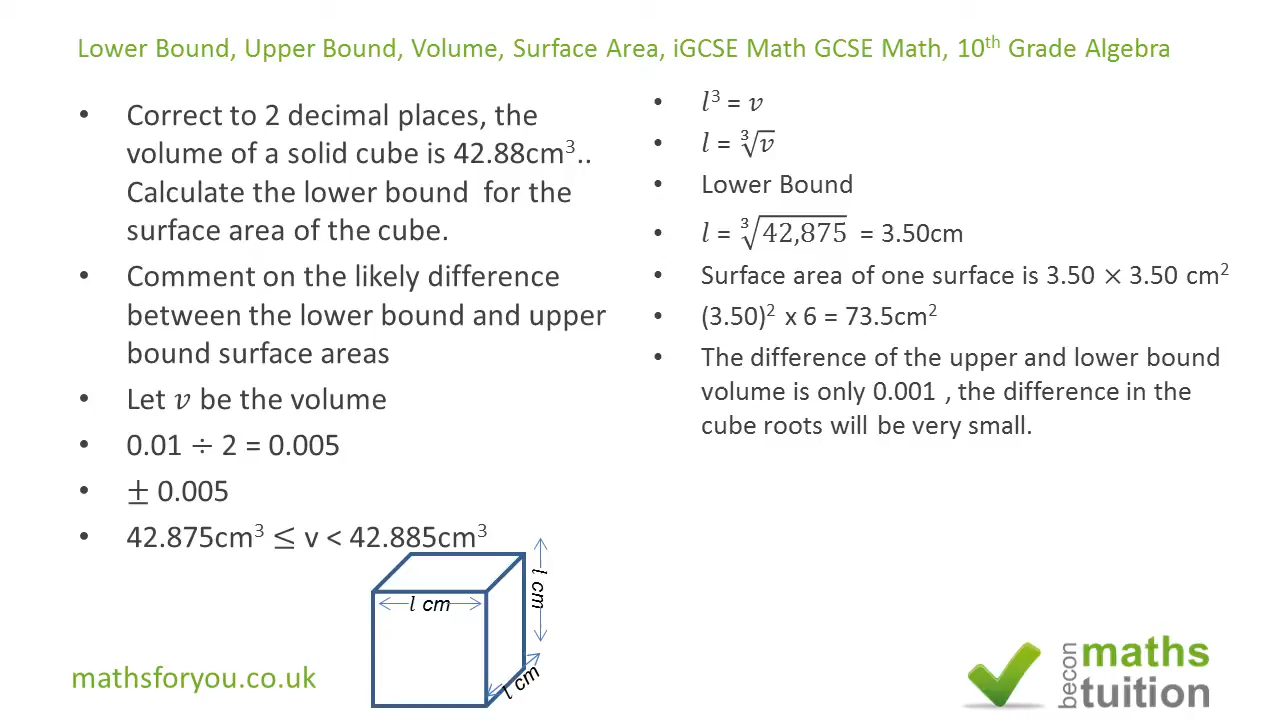 Lower Bound, Upper Bound, Volume, Surface Area, iGCSE Math GCSE Math, 10th Grade Algebra
• Correct to 2 decimal places, the
volume of a solid cube is 42.88cm³..
Calculate the lower bound for the
surface area of the cube.
• Comment on the likely difference
between the lower bound and upper
bound surface areas
• Let v be the volume
• 0.01 ÷ 2 = 0.005
• ± 0.005
• 42.875cm³ ≤ v < 42.885cm³
l cm
l cm
l cm
mathsforyou.co.uk
• l³ = v
• l = ∛v
• Lower Bound
• l = ∛42,875 = 3.50cm
• Surface area of one surface is 3.50 × 3.50 cm²
• (3.50)² x 6 = 73.5cm²
• The difference of the upper and lower bound
volume is only 0.001 , the difference in the
cube roots will be very small.
becon
maths
tuition